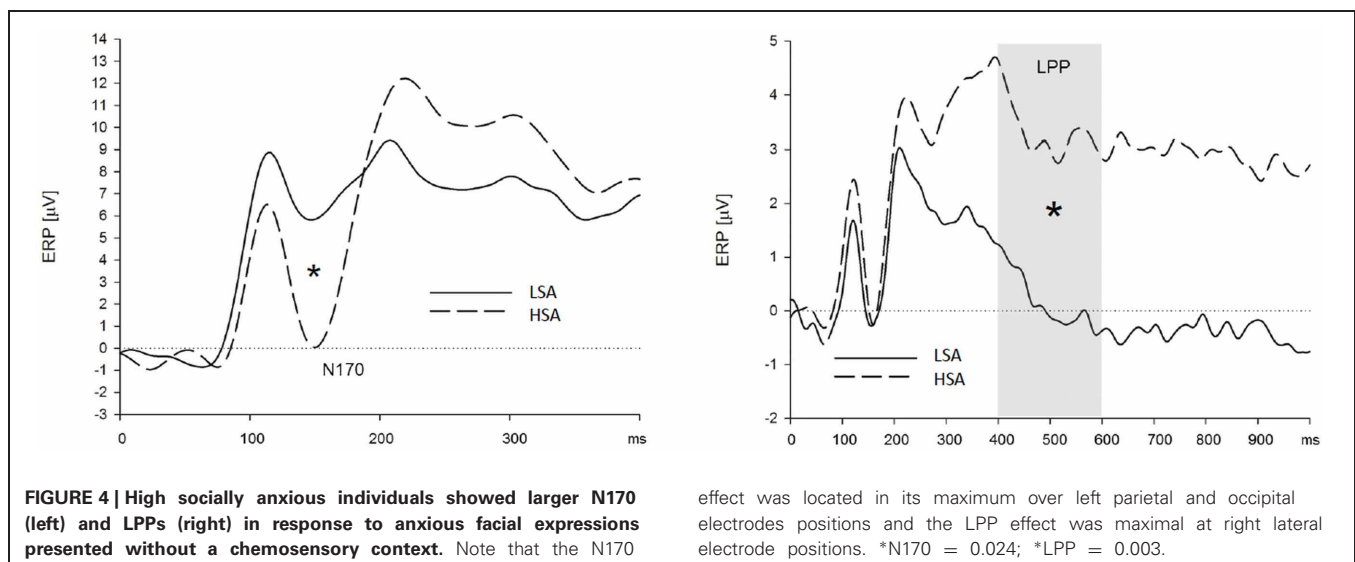 14
13
12
11
10
9
8
7
6
5
4
3
2
1
0
-1
-2
-3
ERP [µV]
*
LSA
HSA
N170
0 100 200 300 ms
5
4
3
2
1
0
-1
-2
ERP [µV]
LPP
*
LSA
HSA
0 100 200 300 400 500 600 700 800 900 ms
FIGURE 4 | High socially anxious individuals showed larger N170
(left) and LPPs (right) in response to anxious facial expressions
presented without a chemosensory context. Note that the N170
effect was located in its maximum over left parietal and occipital
electrodes positions and the LPP effect was maximal at right lateral
electrode positions. *N170 = 0.024; *LPP = 0.003.